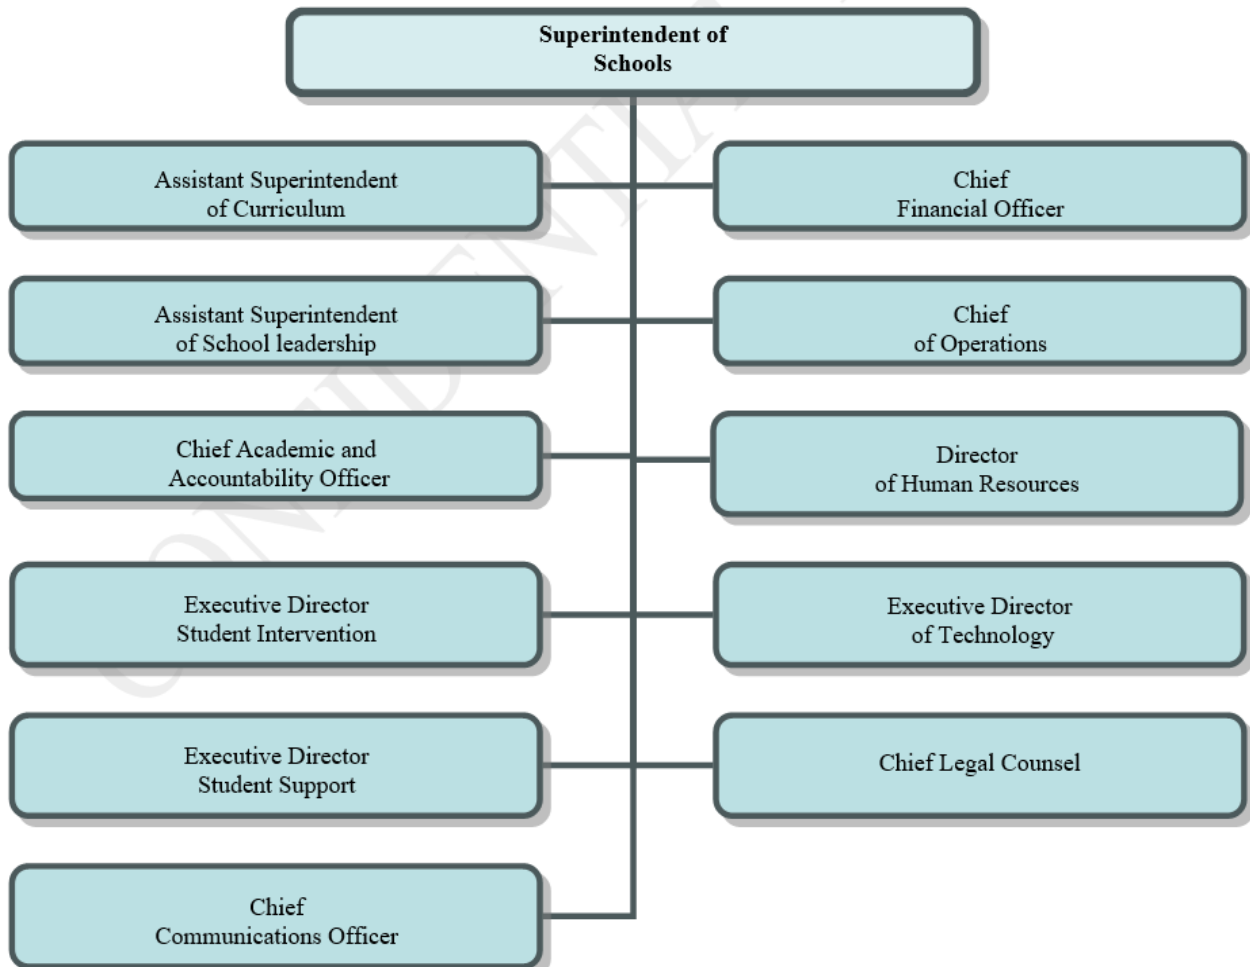 Superintendent of
Schools
Assistant Superintendent
of Curriculum
Chief
Financial Officer
Assistant Superintendent
of School leadership
Chief
of Operations
Chief Academic and
Accountability Officer
Director
of Human Resources
Executive Director
Student Intervention
Executive Director
of Technology
Executive Director
Student Support
Chief Legal Counsel
Chief
Communications Officer
CONFIDENTIA